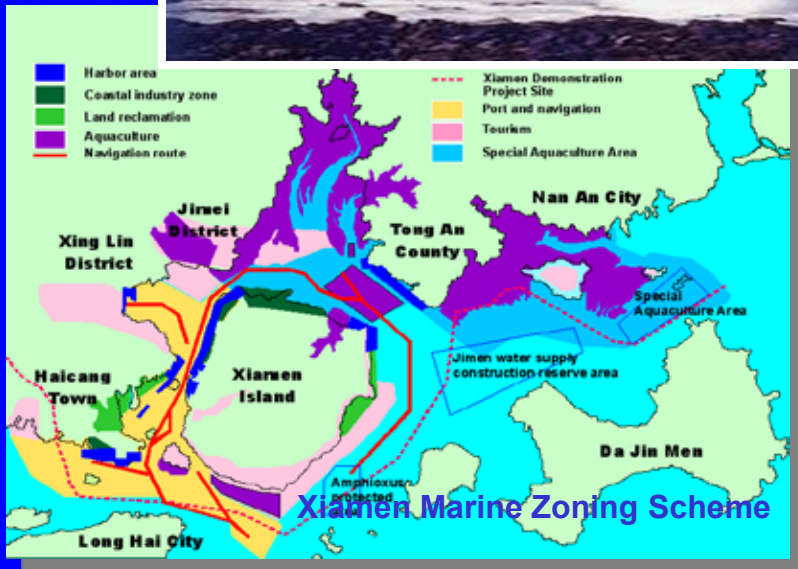 Harbor area
Coastal industry zone
Land reclamation
Aquaculture
Navigation route
Xiamen Demonstration
Project Site
Port and navigation
Tourism
Special Aquaculture Area
Nan An City
Jimei
District
Tong An
County
Xing Lin
District
Special
Aquaculture Area
Jimen water supply
construction reserve area
Haicang
Town
Xiamen
Island
Da Jin Men
Amphioxus
protected
Xiamen Marine Zoning Scheme
Long Hai City